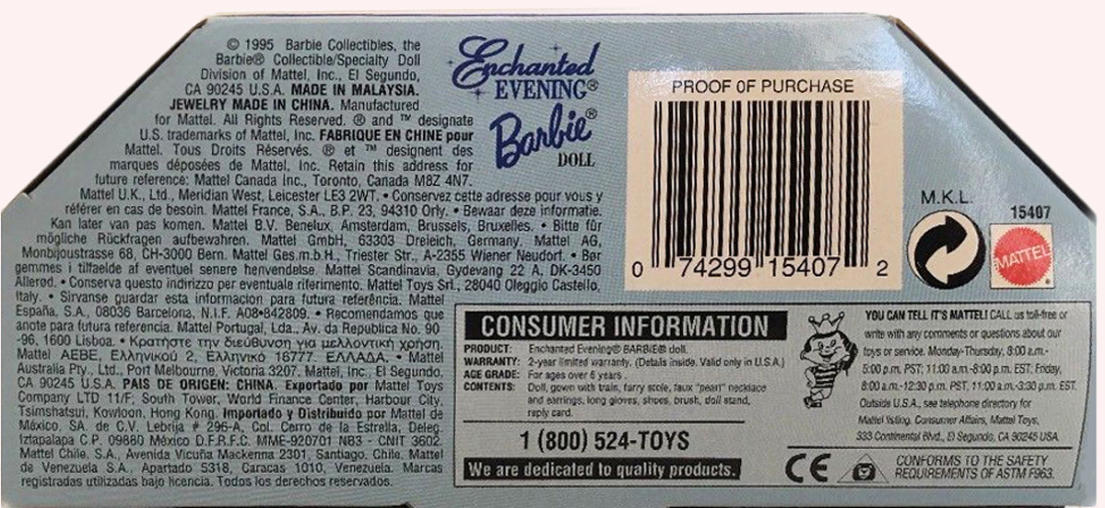 © 1995 Barbie Collectibles, the
Barbie® Collectible/Specialty Doll
Division of Mattel, Inc., El Segundo,
CA 90245 U.S.A. MADE IN MALAYSIA.
JEWELRY MADE IN CHINA. Manufactured
for Mattel. All Rights Reserved. ® and ™ designate
U.S. trademarks of Mattel, Inc. FABRIQUE EN CHINE pour
Mattel. Tous Droits Réservés. ® et ™ designent des
marques déposées de Mattel, Inc. Retain this address for
future reference: Mattel Canada Inc., Toronto, Canada M8Z 4N7.
Mattel U.K., Ltd., Meridian West, Leicester LE3 2WT. • Conservez cette adresse pour vous y
référer en cas de besoin. Mattel France, S.A., B.P. 23, 94310 Orly. • Bewaar deze informatie.
Kan later van pas komen. Mattel B.V. Benelux, Amsterdam, Brussels, Bruxelles. • Bitte für
mögliche Rückfragen aufbewahren. Mattel GmbH, 63303 Dreieich, Germany. Mattel AG,
Monbijoustrasse 68, CH-3000 Bern. Mattel Ges.m.b.H., Triester Str., A-2355 Wiener Neudorf. • Bør
gemmes i tilfaelde af eventuel senere henvendelse. Mattel Scandinavia, Gydevang 22 A, DK-3450
Allerød. • Conserva questo indirizzo per eventuale riferimento. Mattel Toys Srl., 28040 Oleggio Castello,
Italy. • Sirvanse guardar esta informacion para futura referência. Mattel
España, S.A., 08036 Barcelona, N.I.F. A08•842809. • Recomendamos que
anote para futura referencia. Mattel Portugal, Lda., Av. da Republica No. 90
-96, 1600 Lisboa. • Κρατήστε την διεύθυνση για μελλοντική χρήση.
Mattel AEBE, Ελληνικού 2, Ελληνικό 16777. ΕΛΛΑΔΑ. • Mattel
Australia Pty., Ltd., Port Melbourne, Victoria 3207. Mattel, Inc., El Segundo,
CA 90245 U.S.A. PAIS DE ORIGEN: CHINA. Exportado por Mattel Toys
Company LTD 11/F; South Tower, World Finance Center, Harbour City,
Tsimshatsui, Kowloon, Hong Kong. Importado y Distribuido por Mattel de
México, SA. de C.V. Lebrija # 296-A, Col. Cerro de la Estrella, Deleg.
Iztapalapa C.P. 09860 México D.F.R.F.C. MME-920701 NB3 - CNIT 3602.
Mattel Chile, S.A., Avenida Vicuña Mackenna 2301, Santiago, Chile. Mattel
de Venezuela S.A., Apartado 5318, Caracas 1010, Venezuela. Marcas
registradas utilizadas bajo licencia. Todos los derechos reservados.
Enchanted
EVENING®
Barbie®
DOLL
PROOF OF PURCHASE
0 74299 15407 2
M.K.L.
15407
MATTEL
®
CONSUMER INFORMATION
PRODUCT: Enchanted Evening® BARBIE® doll.
WARRANTY: 2-year limited warranty. (Details inside. Valid only in U.S.A.)
AGE GRADE: For ages over 6 years.
CONTENTS: Doll, gown with train, furry stole, faux "pearl" necklace
and earrings, long gloves, shoes, brush, doll stand,
reply card.
1 (800) 524-TOYS
We are dedicated to quality products.
YOU CAN TELL IT'S MATTEL! CALL us toll-free or
write with any comments or questions about our
toys or service. Monday-Thursday, 8:00 a.m.-
5:00 p.m. PST; 11:00 a.m.-8:00 p.m. EST; Friday,
8:00 a.m.-12:30 p.m. PST, 11:00 a.m.-3:30 p.m. EST.
Outside U.S.A., see telephone directory for
Mattel listing. Consumer Affairs, Mattel Toys,
333 Continental Blvd., El Segundo, CA 90245 USA.
CE
CONFORMS TO THE SAFETY
REQUIREMENTS OF ASTM F963.